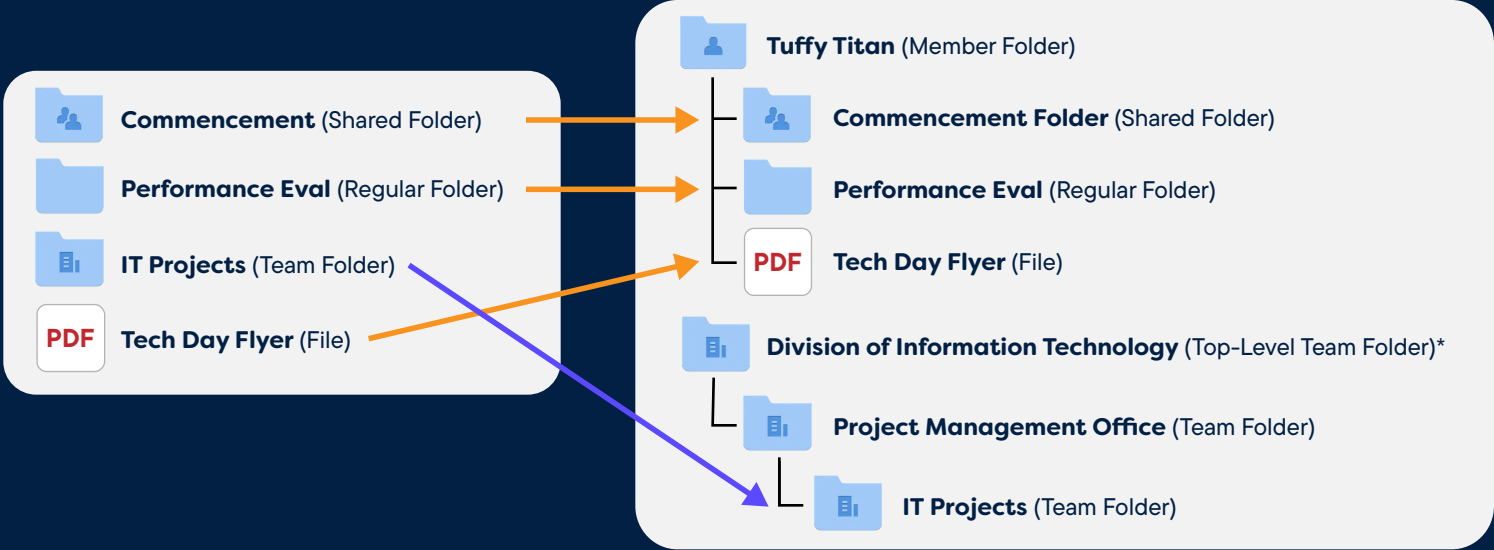 Commencement (Shared Folder)
Performance Eval (Regular Folder)
IT Projects (Team Folder)
PDF
Tech Day Flyer (File)
Tuffy Titan (Member Folder)
Commencement Folder (Shared Folder)
Performance Eval (Regular Folder)
PDF
Tech Day Flyer (File)
Division of Information Technology (Top-Level Team Folder)*
Project Management Office (Team Folder)
IT Projects (Team Folder)